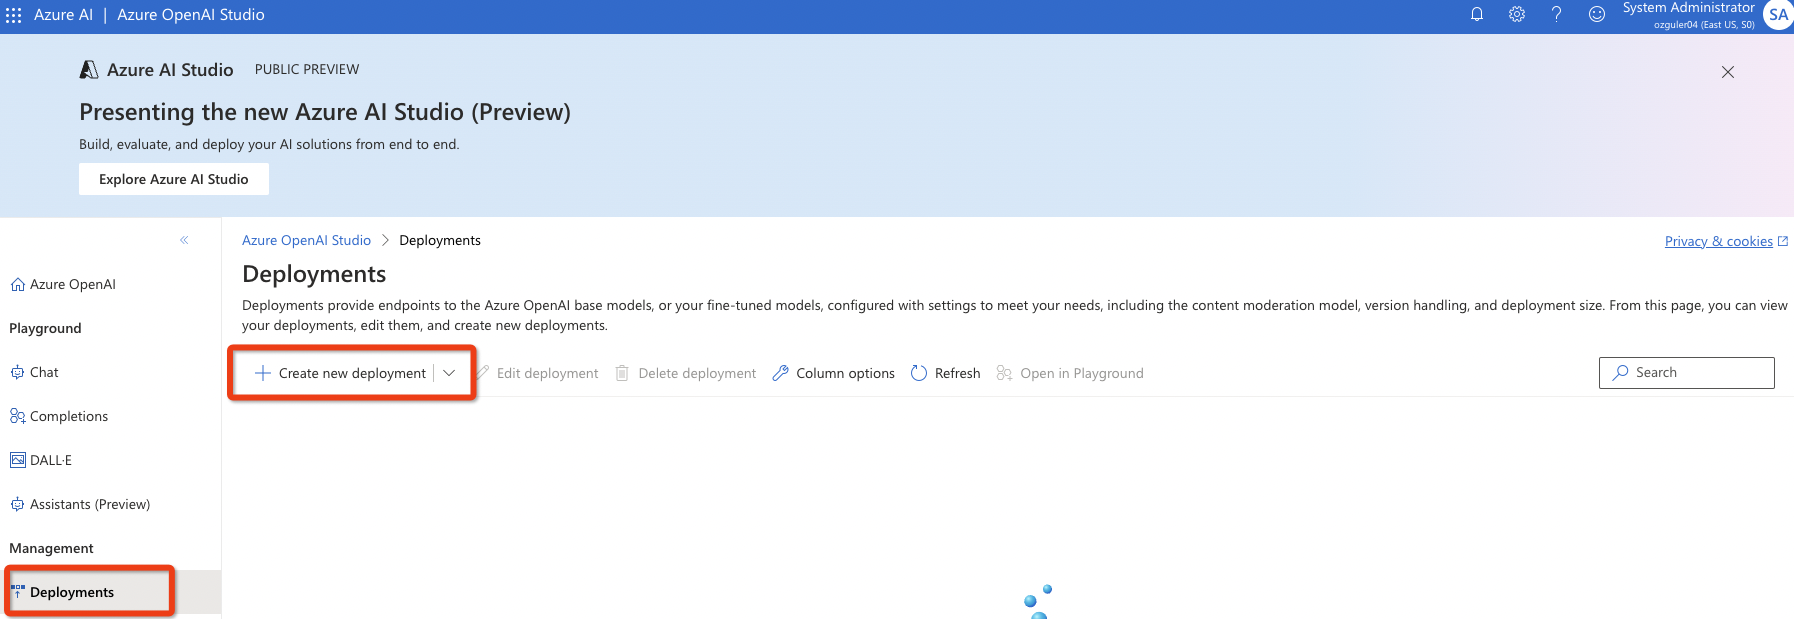 Azure AI | Azure OpenAI Studio
System Administrator
ozguler04 (East US, S0)
SA
Azure AI Studio PUBLIC PREVIEW
Presenting the new Azure AI Studio (Preview)
Build, evaluate, and deploy your AI solutions from end to end.
Explore Azure AI Studio
Azure OpenAI
Playground
Chat
Completions
DALL·E
Assistants (Preview)
Management
Deployments
Azure OpenAI Studio > Deployments
Privacy & cookies
Deployments
Deployments provide endpoints to the Azure OpenAI base models, or your fine-tuned models, configured with settings to meet your needs, including the content moderation model, version handling, and deployment size. From this page, you can view
your deployments, edit them, and create new deployments.
Create new deployment Edit deployment Delete deployment Column options Refresh Open in Playground Search